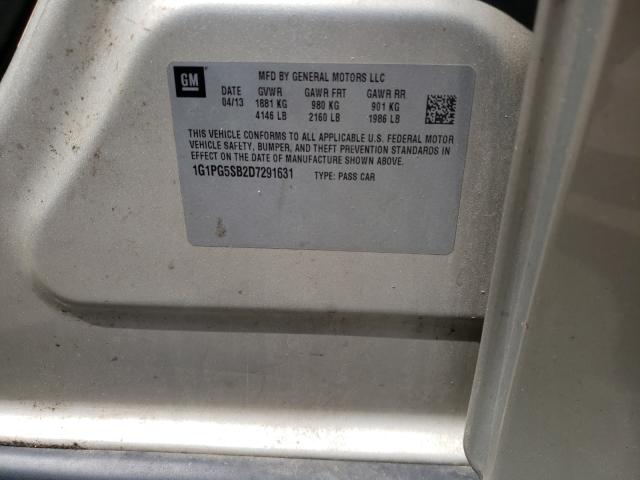 GM
MFD BY GENERAL MOTORS LLC
DATE GVWR GAWR FRT GAWR RR
04/13 1881 KG 980 KG 901 KG
4146 LB 2160 LB 1986 LB
THIS VEHICLE CONFORMS TO ALL APPLICABLE U.S. FEDERAL MOTOR
VEHICLE SAFETY, BUMPER, AND THEFT PREVENTION STANDARDS IN
EFFECT ON THE DATE OF MANUFACTURE SHOWN ABOVE.
1G1PG5SB2D7291631 TYPE: PASS CAR